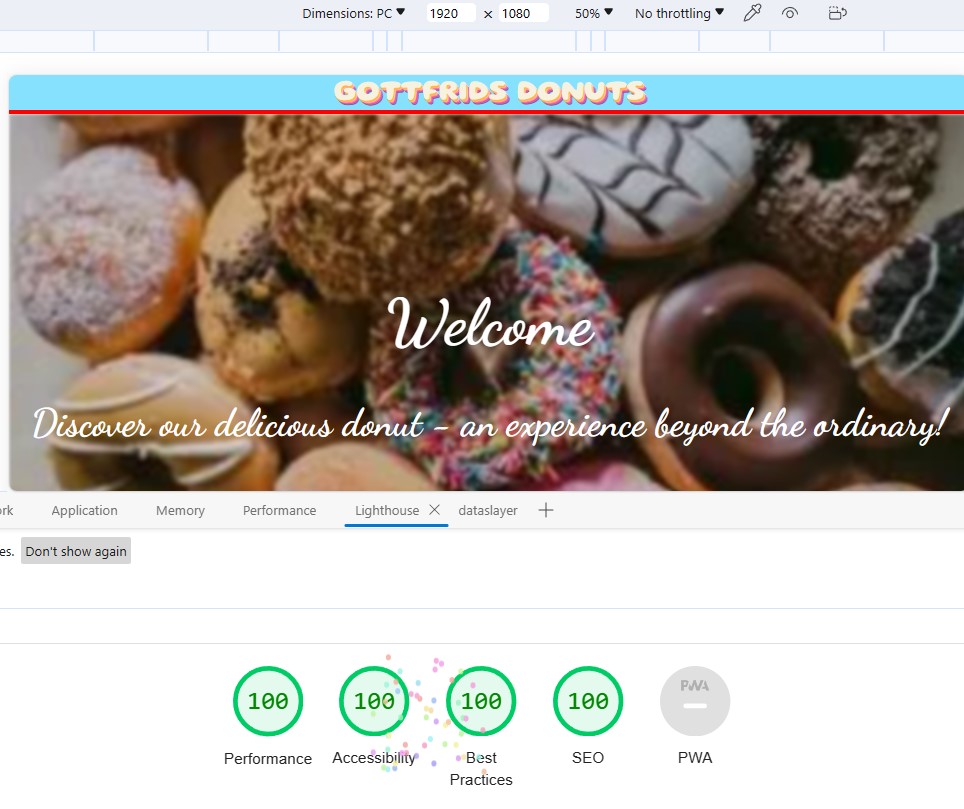 Dimensions: PC 1920 × 1080 50% No throttling
GOTTFRIDS DONUTS
Welcome
Discover our delicious donut - an experience beyond the ordinary!
rk Application Memory Performance Lighthouse dataslayer
es. Don't show again
100 100 100 100 PWA
Performance Accessibility Best Practices SEO PWA